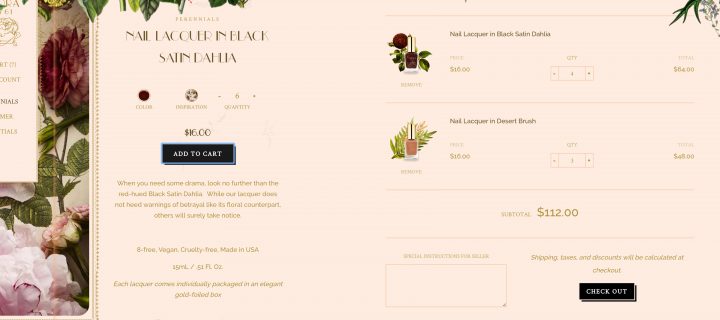 61
RT (7)
COUNT
NIALS
MER
TIALS
PERENNIALS
NAIL LACQUER IN BLACK
SATIN DAHLIA
- 6 +
COLOR INSPIRATION QUANTITY
$16.00
ADD TO CART
When you need some drama, look no further than the
red-hued Black Satin Dahlia. While our lacquer does
not heed warnings of betrayal like its floral counterpart,
others will surely take notice.
8-free, Vegan, Cruelty-free, Made in USA
15mL / .51 Fl. Oz.
Each lacquer comes individually packaged in an elegant
gold-foiled box
Nail Lacquer in Black Satin Dahlia
PRICE QTY TOTAL
$16.00 - 4 + $64.00
REMOVE
Nail Lacquer in Desert Brush
PRICE QTY TOTAL
$16.00 - 3 + $48.00
REMOVE
SUBTOTAL $112.00
SPECIAL INSTRUCTIONS FOR SELLER
Shipping, taxes, and discounts will be calculated at
checkout.
CHECK OUT